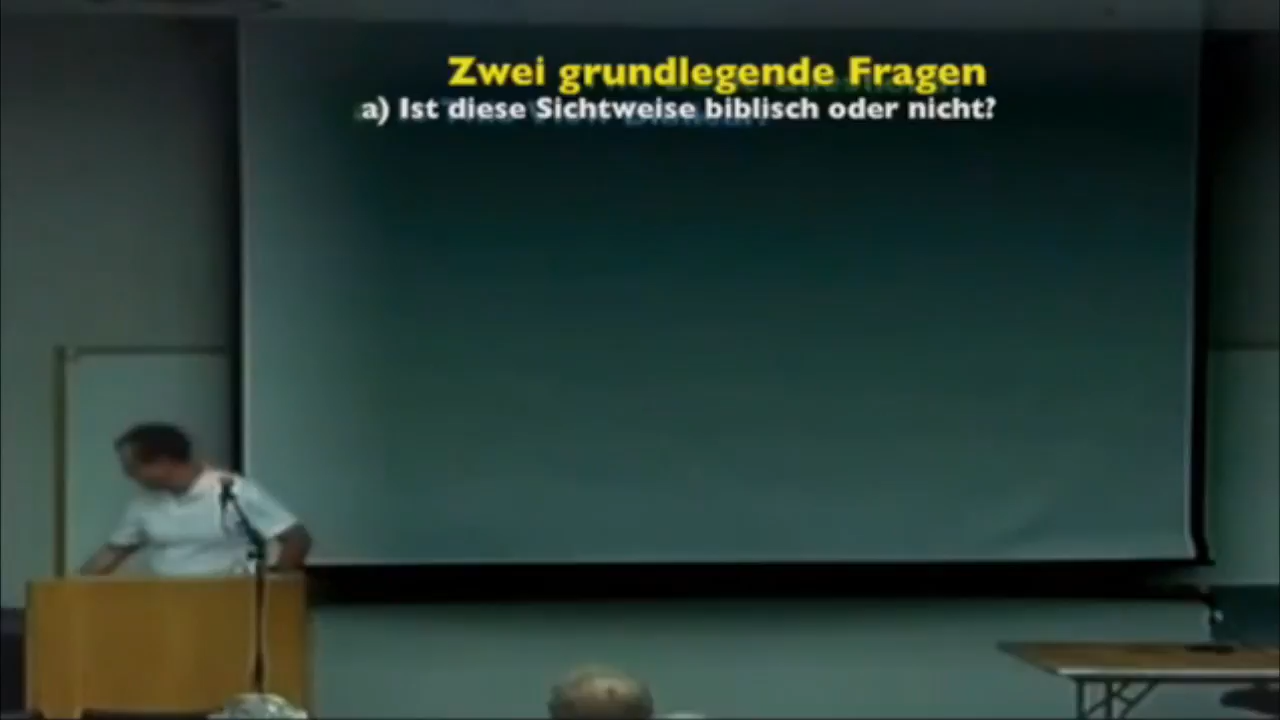 Zwei grundlegende Fragen
a) Ist diese Sichtweise biblisch oder nicht?